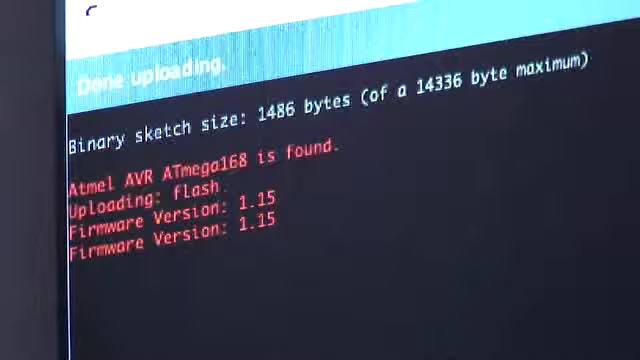 Done uploading.
Binary sketch size: 1486 bytes (of a 14336 byte maximum)
Atmel AVR ATmega168 is found.
Uploading: flash
Firmware Version: 1.15
Firmware Version: 1.15